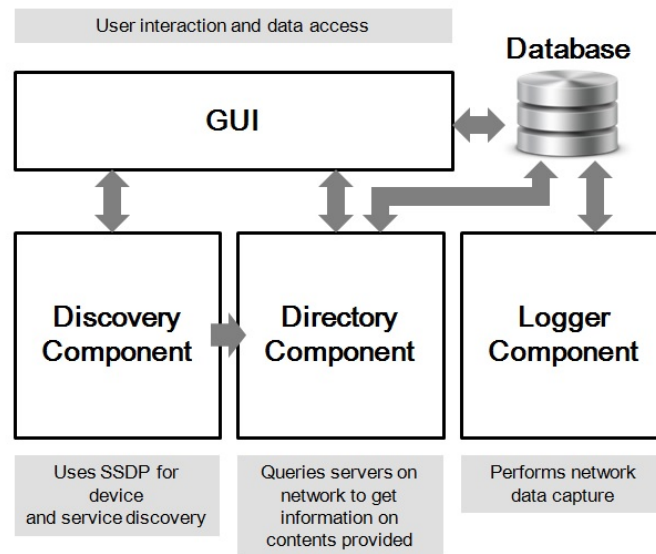 User interaction and data access
Database
GUI
Discovery
Component
Directory
Component
Logger
Component
Uses SSDP for
device
and service discovery
Queries servers on
network to get
information on
contents provided
Performs network
data capture